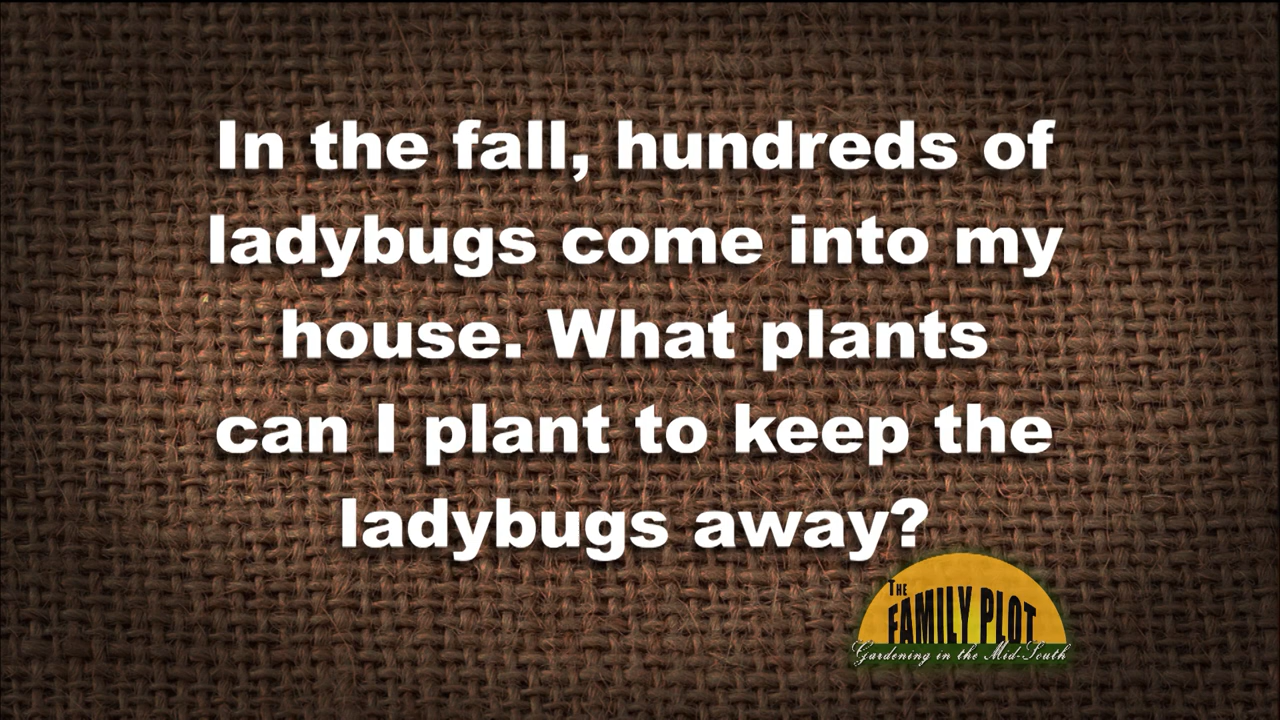 In the fall, hundreds of
ladybugs come into my
house. What plants
can I plant to keep the
ladybugs away?
THE
FAMILY PLOT
Gardening in the Mid-South